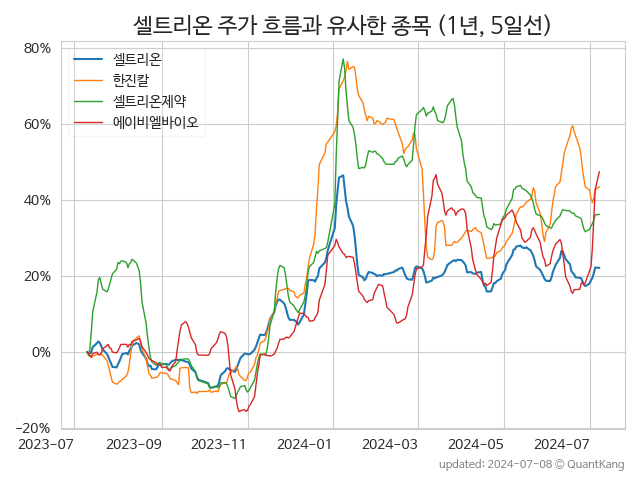 셀트리온 주가 흐름과 유사한 종목 (1년, 5일선)
80%
60%
40%
20%
0%
−20%
셀트리온
한진칼
셀트리온제약
에이비엘바이오
2023-07
2023-09
2023-11
2024-01
2024-03
2024-05
2024-07
updated: 2024-07-08 © QuantKang